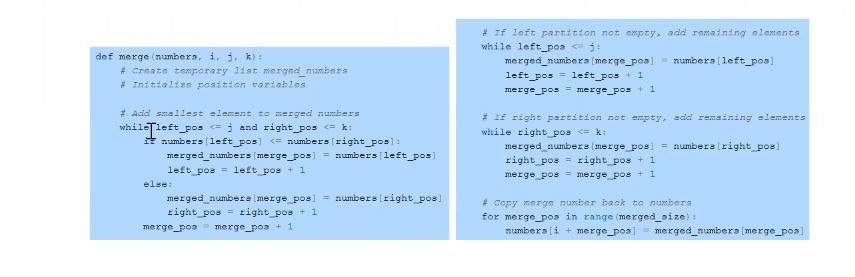 def merge(numbers, i, j, k):
# Create temporary list merged_numbers
# Initialize position variables
# Add smallest element to merged numbers
while left_pos <= j and right_pos <= k:
if numbers[left_pos] <= numbers[right_pos]:
merged_numbers[merge_pos] = numbers[left_pos]
left_pos = left_pos + 1
else:
merged_numbers[merge_pos] = numbers[right_pos]
right_pos = right_pos + 1
merge_pos = merge_pos + 1
# If left partition not empty, add remaining elements
while left_pos <= j:
merged_numbers[merge_pos] = numbers[left_pos]
left_pos = left_pos + 1
merge_pos = merge_pos + 1
# If right partition not empty, add remaining elements
while right_pos <= k:
merged_numbers[merge_pos] = numbers[right_pos]
right_pos = right_pos + 1
merge_pos = merge_pos + 1
# Copy merge number back to numbers
for merge_pos in range(merged_size):
numbers[i + merge_pos] = merged_numbers[merge_pos]